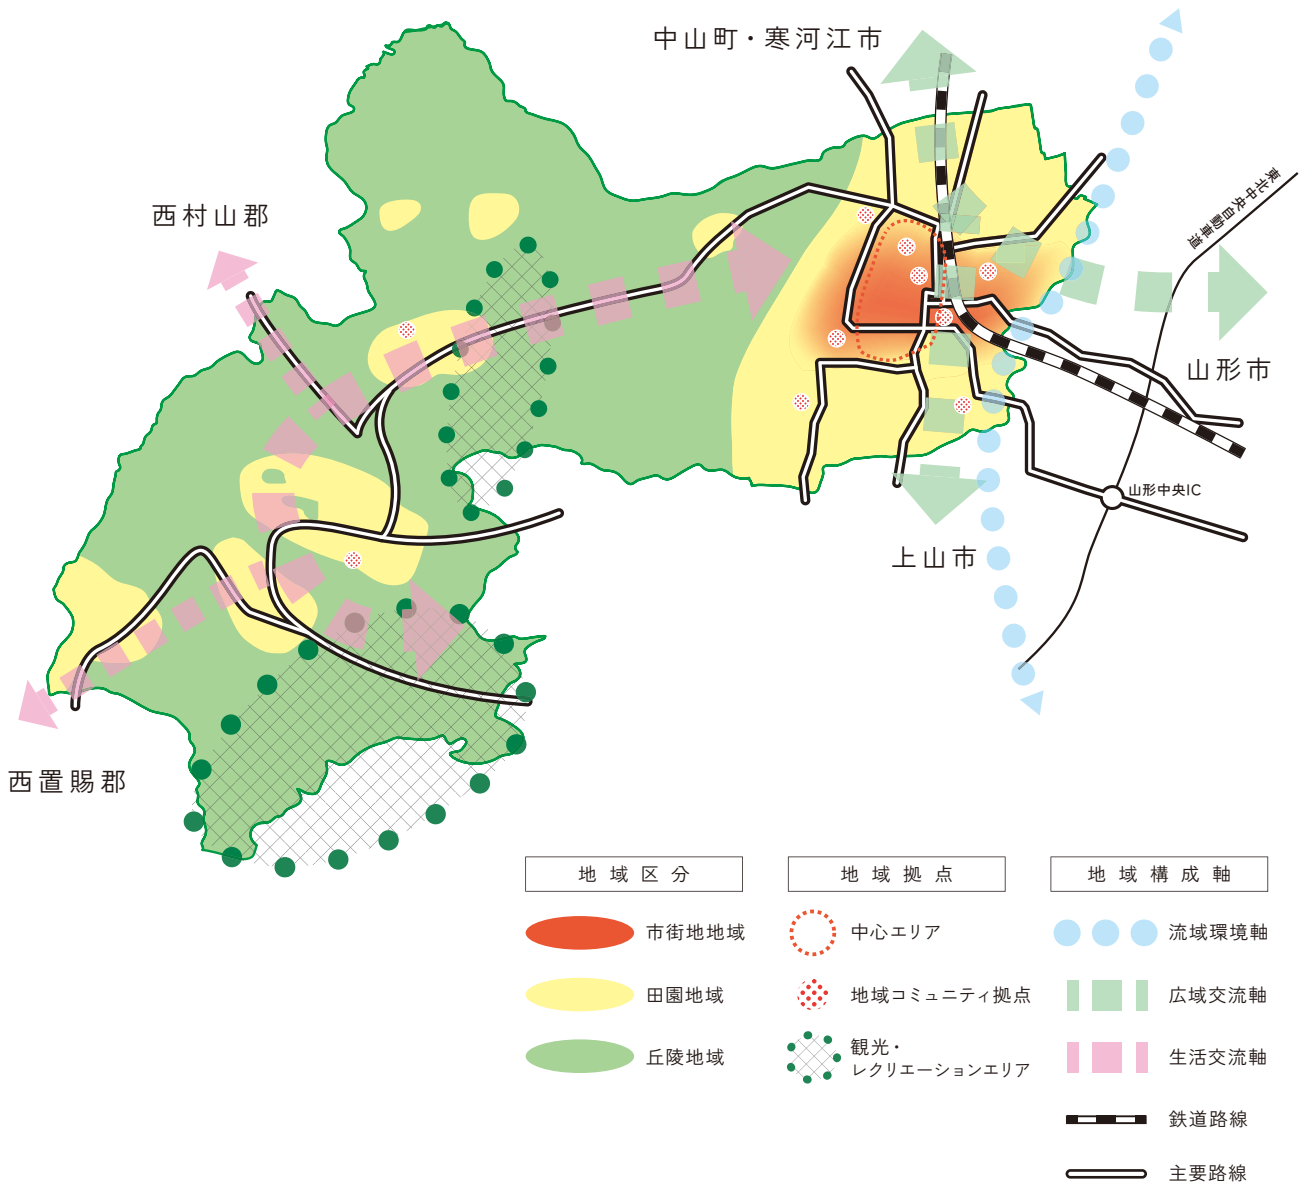 中山町・寒河江市
東北中央自動車道
西村山郡
山形市
山形中央IC
上山市
西置賜郡
地域区分
市街地地域
田園地域
丘陵地域
地域拠点
中心エリア
地域コミュニティ拠点
観光・
レクリエーションエリア
地域構成軸
流域環境軸
広域交流軸
生活交流軸
鉄道路線
主要路線